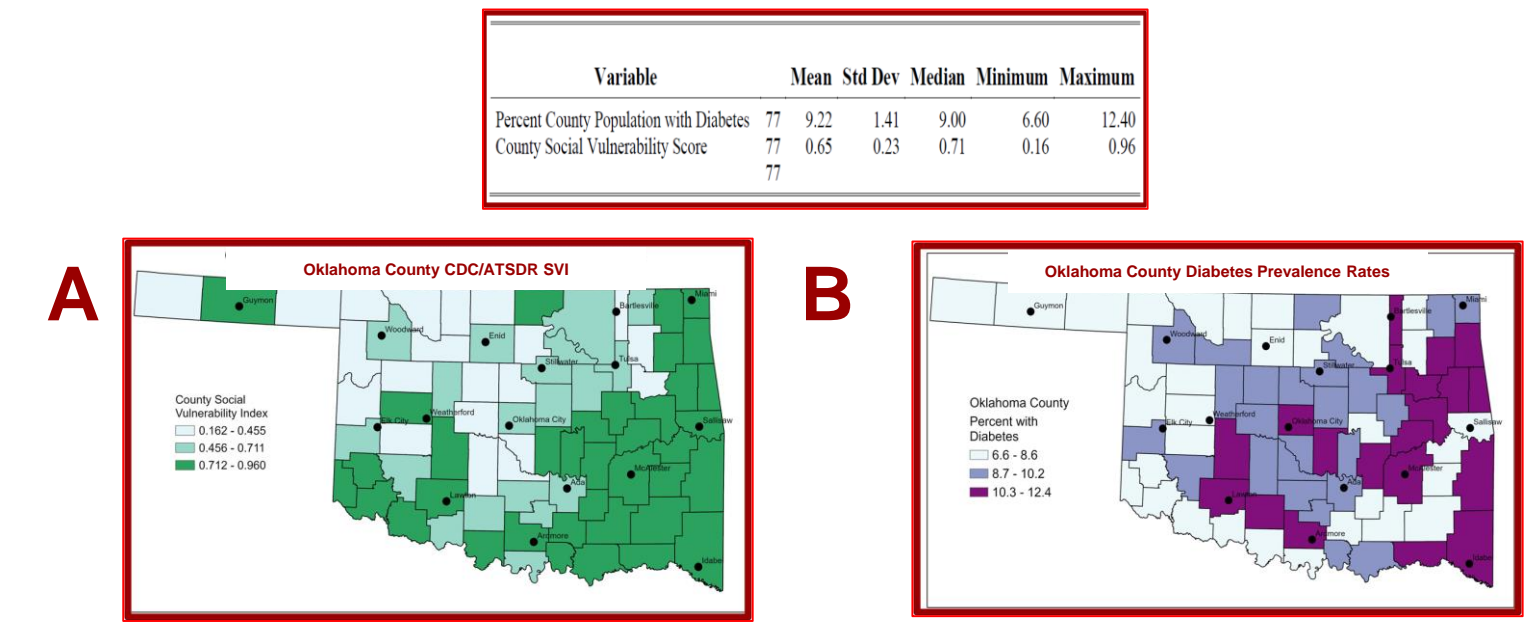 Variable Mean Std Dev Median Minimum Maximum
Percent County Population with Diabetes 77 9.22 1.41 9.00 6.60 12.40
County Social Vulnerability Score 77 0.65 0.23 0.71 0.16 0.96
77
A
Oklahoma County CDC/ATSDR SVI
Guymon
Miami
Bartlesville
Woodward
Enid
Stillwater
Tulsa
County Social
Vulnerability Index
0.162 - 0.455
0.456 - 0.711
0.712 - 0.960
Weatherford
Elk City
Oklahoma City
Sallisaw
McAlester
Ada
Lawton
Ardmore
Idabe
B
Oklahoma County Diabetes Prevalence Rates
Guymon
Miami
Bartlesville
Woodward
Enid
Stillwater
Tulsa
Oklahoma County
Percent with
Diabetes
6.6 - 8.6
8.7 - 10.2
10.3 - 12.4
Weatherford
Elk City
Oklahoma City
Sallisaw
McAlester
Ada
Lawton
Ardmore
Idabe